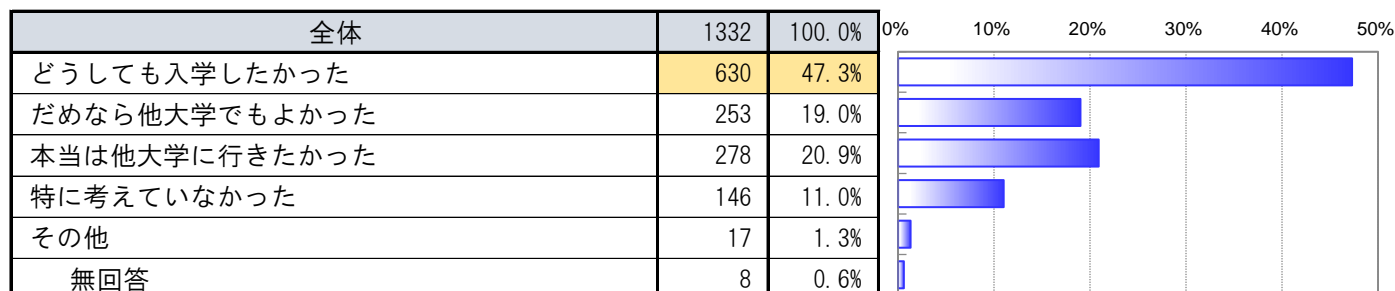 全体 1332 100.0% 0% 10% 20% 30% 40% 50%
どうしても入学したかった 630 47.3%
だめなら他大学でもよかった 253 19.0%
本当は他大学に行きたかった 278 20.9%
特に考えていなかった 146 11.0%
その他 17 1.3%
無回答 8 0.6%